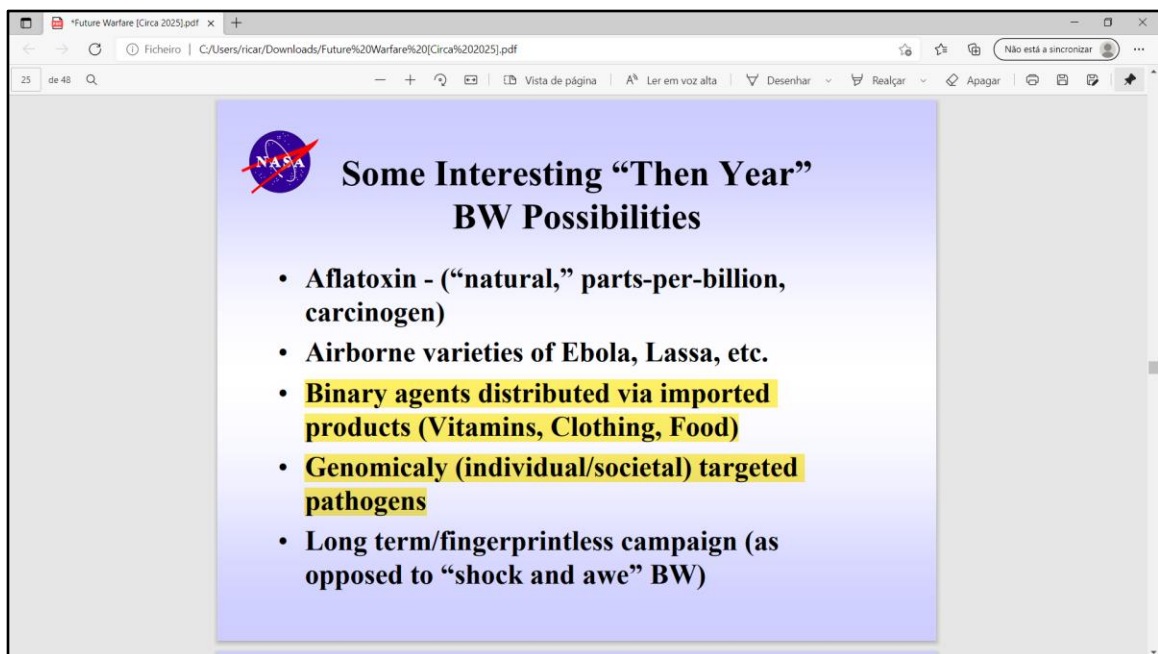 *Future Warfare [Circa 2025].pdf
Ficheiro | C:/Users/ricar/Downloads/Future%20Warfare%20[Circa%202025].pdf
Não está a sincronizar
25 de 48
Vista de página
Ler em voz alta
Desenhar
Realçar
Apagar
NASA
Some Interesting “Then Year”
BW Possibilities
• Aflatoxin - (“natural,” parts-per-billion,
carcinogen)
• Airborne varieties of Ebola, Lassa, etc.
• Binary agents distributed via imported
products (Vitamins, Clothing, Food)
• Genomicaly (individual/societal) targeted
pathogens
• Long term/fingerprintless campaign (as
opposed to “shock and awe” BW)